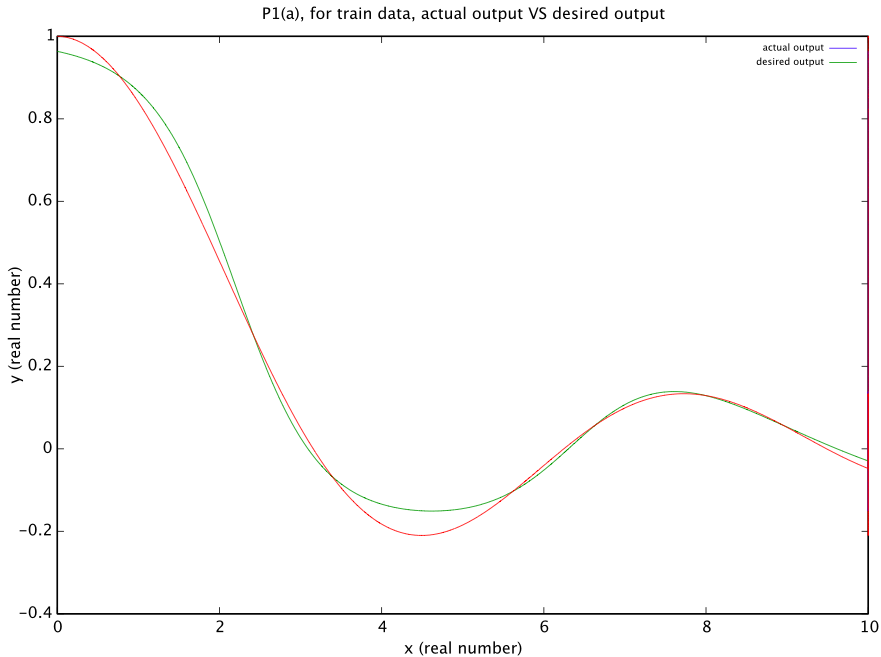 P1(a), for train data, actual output VS desired output
1
0.8
0.6
0.4
0.2
0
-0.2
-0.4
y (real number)
actual output
desired output
0 2 4 6 8 10
x (real number)